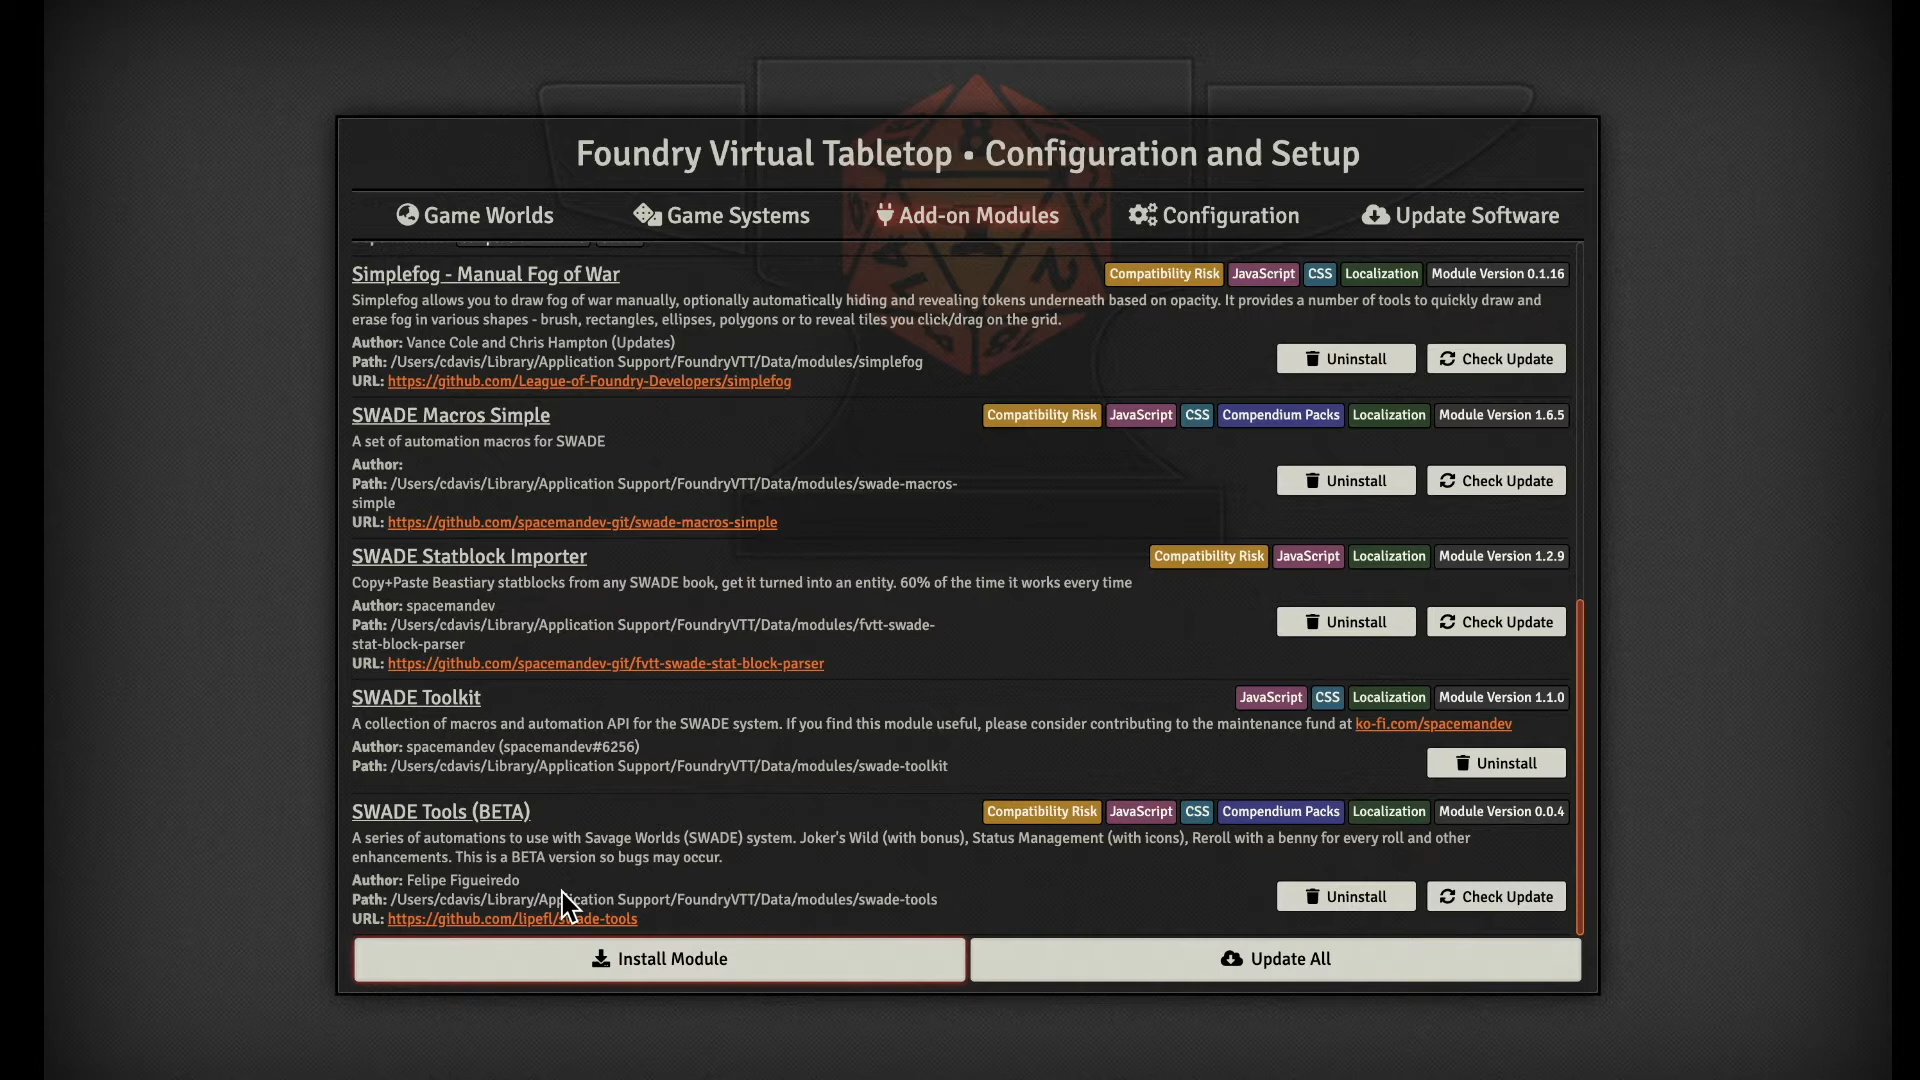 Foundry Virtual Tabletop • Configuration and Setup
Game Worlds
Game Systems
Add-on Modules
Configuration
Update Software
Simplefog - Manual Fog of War
Compatibility Risk JavaScript CSS Localization Module Version 0.1.16
Simplefog allows you to draw fog of war manually, optionally automatically hiding and revealing tokens underneath based on opacity. It provides a number of tools to quickly draw and
erase fog in various shapes - brush, rectangles, ellipses, polygons or to reveal tiles you click/drag on the grid.
Author: Vance Cole and Chris Hampton (Updates)
Path: /Users/cdavis/Library/Application Support/FoundryVTT/Data/modules/simplefog
URL: https://github.com/League-of-Foundry-Developers/simplefog
Uninstall
Check Update
SWADE Macros Simple
Compatibility Risk JavaScript CSS Compendium Packs Localization Module Version 1.6.5
A set of automation macros for SWADE
Author:
Path: /Users/cdavis/Library/Application Support/FoundryVTT/Data/modules/swade-macros-
simple
URL: https://github.com/spacemandev-git/swade-macros-simple
Uninstall
Check Update
SWADE Statblock Importer
Compatibility Risk JavaScript Localization Module Version 1.2.9
Copy+Paste Beastiary statblocks from any SWADE book, get it turned into an entity. 60% of the time it works every time
Author: spacemandev
Path: /Users/cdavis/Library/Application Support/FoundryVTT/Data/modules/fvtt-swade-
stat-block-parser
URL: https://github.com/spacemandev-git/fvtt-swade-stat-block-parser
Uninstall
Check Update
SWADE Toolkit
JavaScript CSS Localization Module Version 1.1.0
A collection of macros and automation API for the SWADE system. If you find this module useful, please consider contributing to the maintenance fund at ko-fi.com/spacemandev
Author: spacemandev (spacemandev#6256)
Path: /Users/cdavis/Library/Application Support/FoundryVTT/Data/modules/swade-toolkit
Uninstall
SWADE Tools (BETA)
Compatibility Risk JavaScript CSS Compendium Packs Localization Module Version 0.0.4
A series of automations to use with Savage Worlds (SWADE) system. Joker's Wild (with bonus), Status Management (with icons), Reroll with a benny for every roll and other
enhancements. This is a BETA version so bugs may occur.
Author: Felipe Figueiredo
Path: /Users/cdavis/Library/Application Support/FoundryVTT/Data/modules/swade-tools
URL: https://github.com/lipefl/swade-tools
Uninstall
Check Update
Install Module
Update All